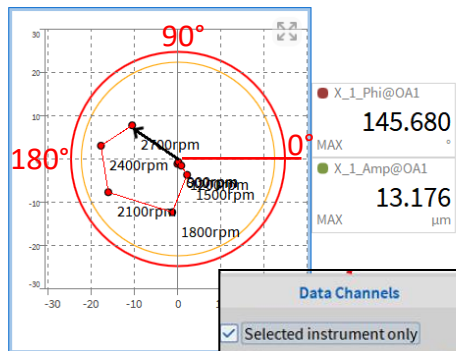 90°
30
20
10
0
-10
-20
-30
180°
0°
2700rpm
2400rpm
1500rpm
2100rpm
1800rpm
-30 -20 -10 0 10 20
X_1_Phi@OA1
145.680
MAX °
X_1_Amp@OA1
13.176
MAX µm
Data Channels
Selected instrument only